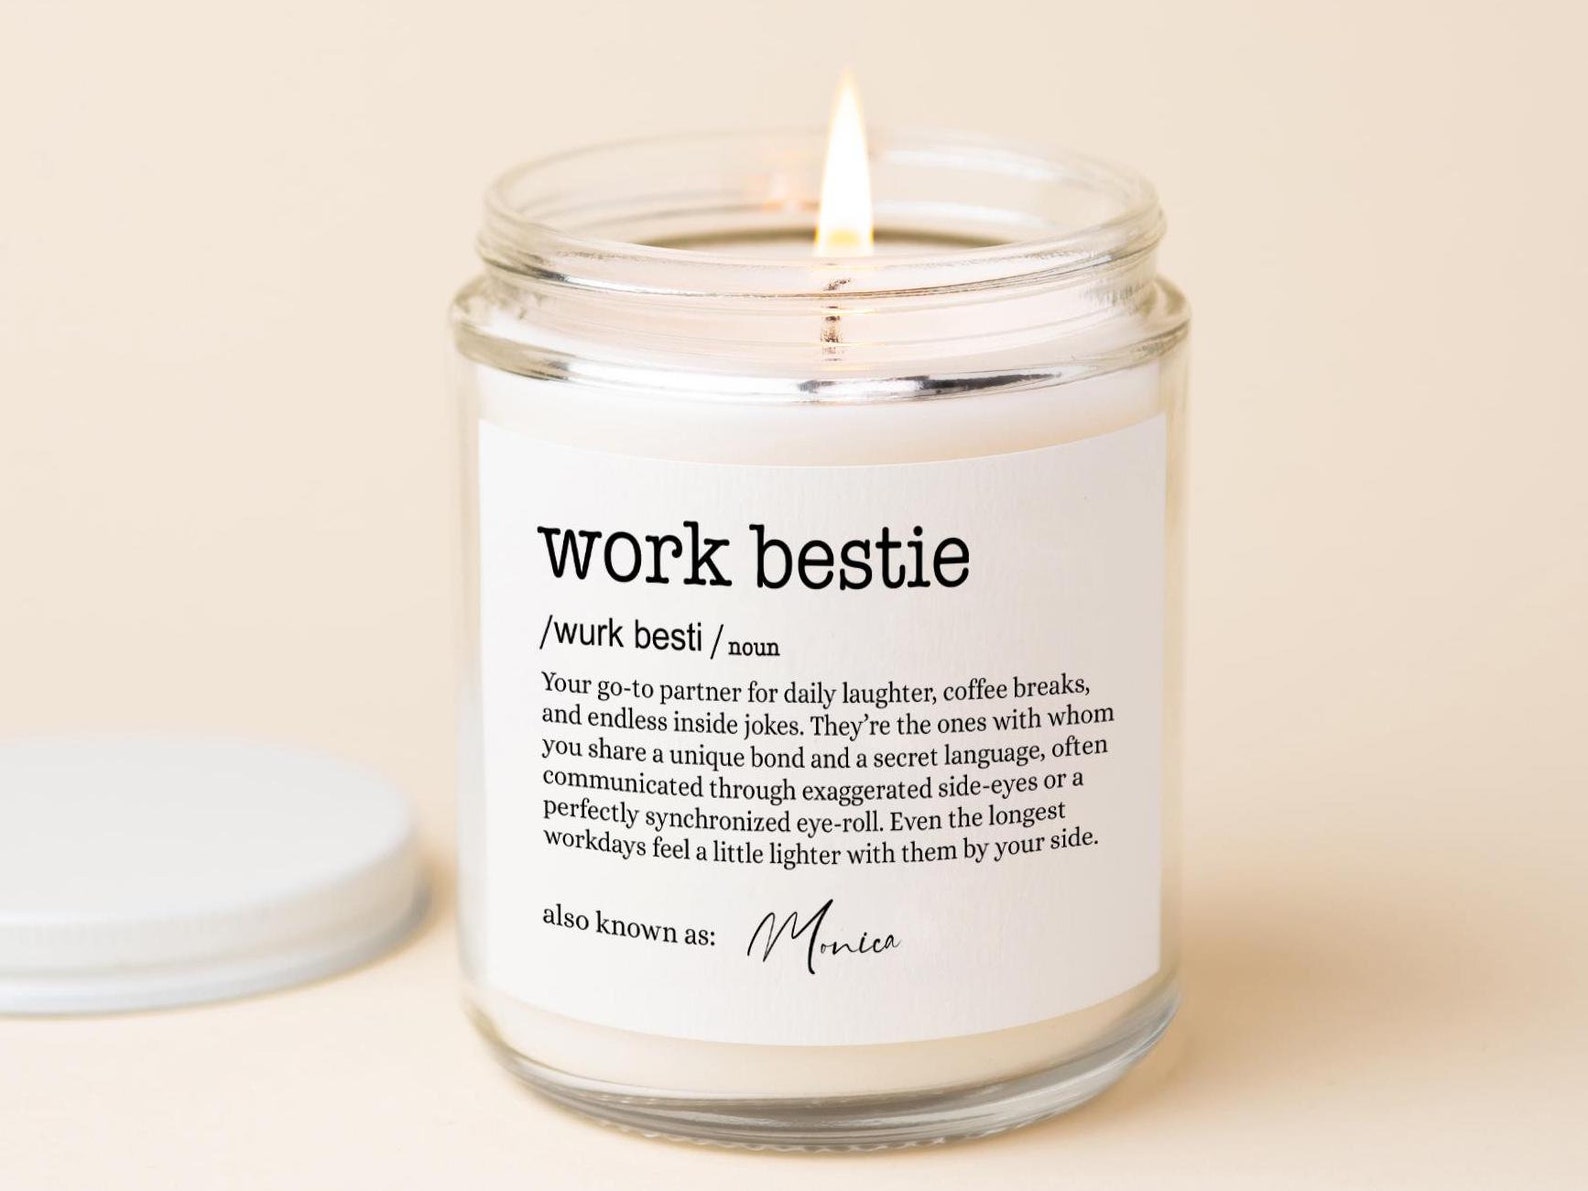 work bestie
/wurk besti / noun
Your go-to partner for daily laughter, coffee breaks,
and endless inside jokes. They’re the ones with whom
you share a unique bond and a secret language, often
communicated through exaggerated side-eyes or a
perfectly synchronized eye-roll. Even the longest
workdays feel a little lighter with them by your side.
also known as: Monica